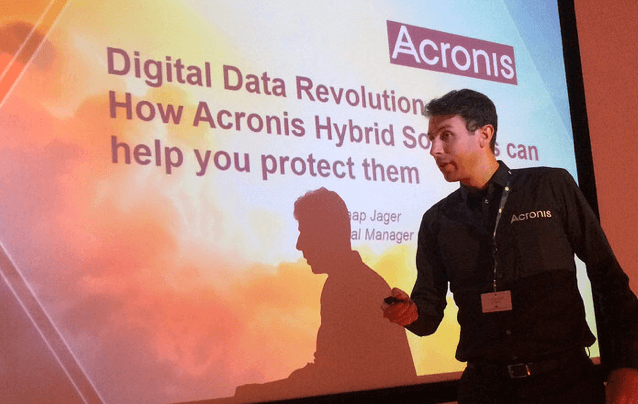 Acronis
Digital Data Revolution
How Acronis Hybrid can
help you protect them
Jager
Manager
Acronis